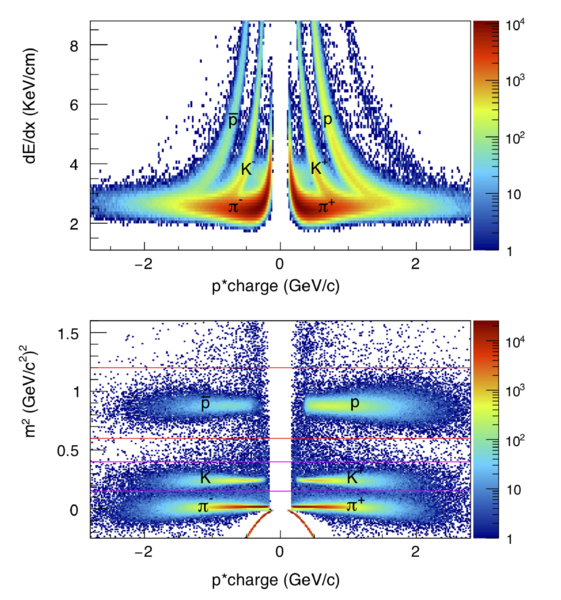 dE/dx (KeV/cm)
8
6
4
2
p̄
p
K⁻
K⁺
π⁻
π⁺
−2
0
2
p*charge (GeV/c)
10⁴
10³
10²
10
1
m² (GeV/c²)²
1.5
1
0.5
0
p̄
p
K⁻
K⁺
π⁻
π⁺
−2
0
2
p*charge (GeV/c)
10⁴
10³
10²
10
1